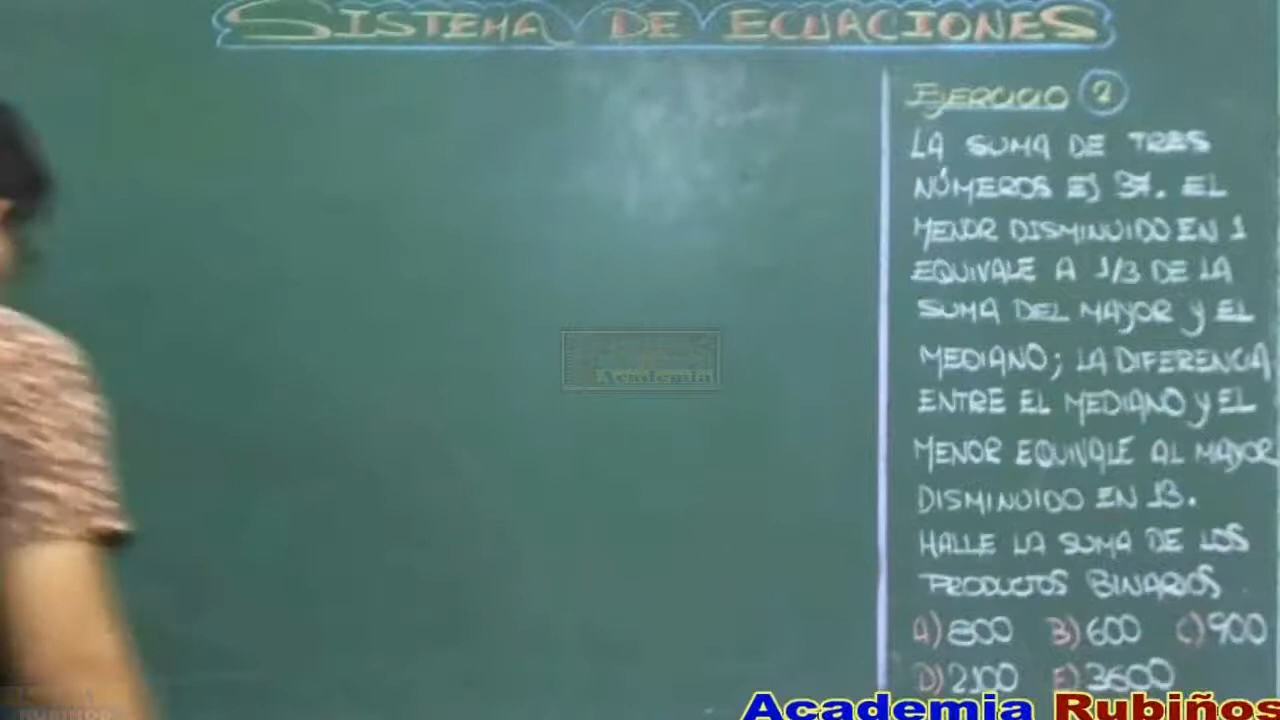 SISTEMA DE ECUACIONES
EJERCICIO 2
LA SUMA DE TRES
NÚMEROS ES 37. EL
MENOR DISMINUIDO EN 1
EQUIVALE A 1/3 DE LA
SUMA DEL MAYOR Y EL
MEDIANO; LA DIFERENCIA
ENTRE EL MEDIANO Y EL
MENOR EQUIVALE AL MAYOR
DISMINUIDO EN 13.
HALLE LA SUMA DE LOS
PRODUCTOS BINARIOS
A) 800 B) 600 C) 900
D) 2100 E) 3600
Academia
Academia Rubiños